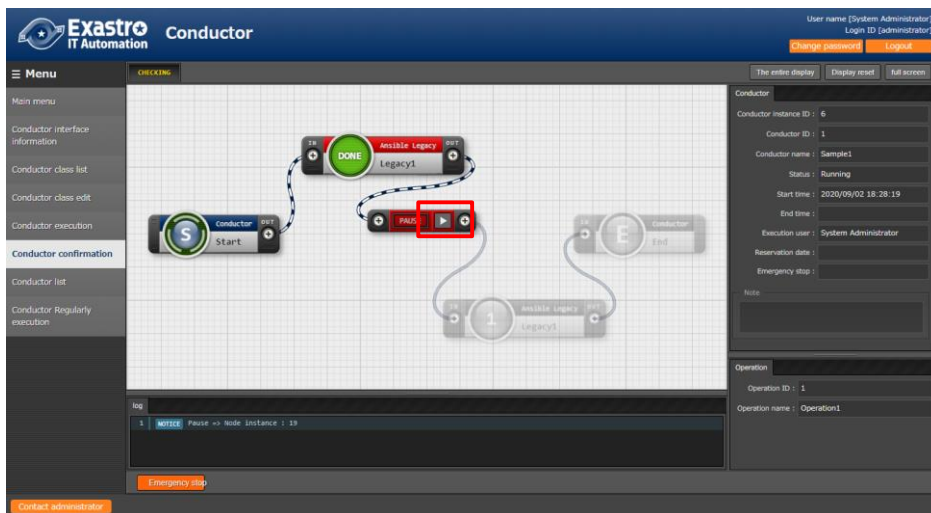 Exastro
IT Automation
Conductor
User name [System Administrator]
Login ID [administrator]
Change password
Logout
Menu
Main menu
Conductor interface
information
Conductor class list
Conductor class edit
Conductor execution
Conductor confirmation
Conductor list
Conductor Regularly
execution
CHECKING
The entire display
Display reset
full screen
IN
Ansible Legacy
OUT
DONE
Legacy1
S
Conductor
OUT
Start
PAUSE
IN
E
Conductor
End
IN
1
Ansible Legacy
OUT
Legacy1
Conductor
Conductor instance ID : 6
Conductor ID : 1
Conductor name : Sample1
Status : Running
Start time : 2020/09/02 18:28:19
End time :
Execution user : System Administrator
Reservation date :
Emergency stop :
Note
Operation
Operation ID : 1
Operation name : Operation1
log
1 NOTICE Pause => Node instance : 19
Emergency stop
Contact administrator